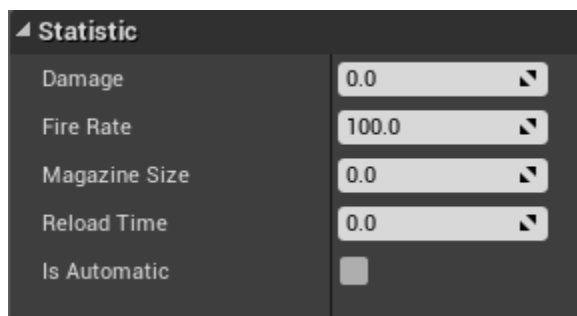 Statistic
Damage 0.0
Fire Rate 100.0
Magazine Size 0.0
Reload Time 0.0
Is Automatic